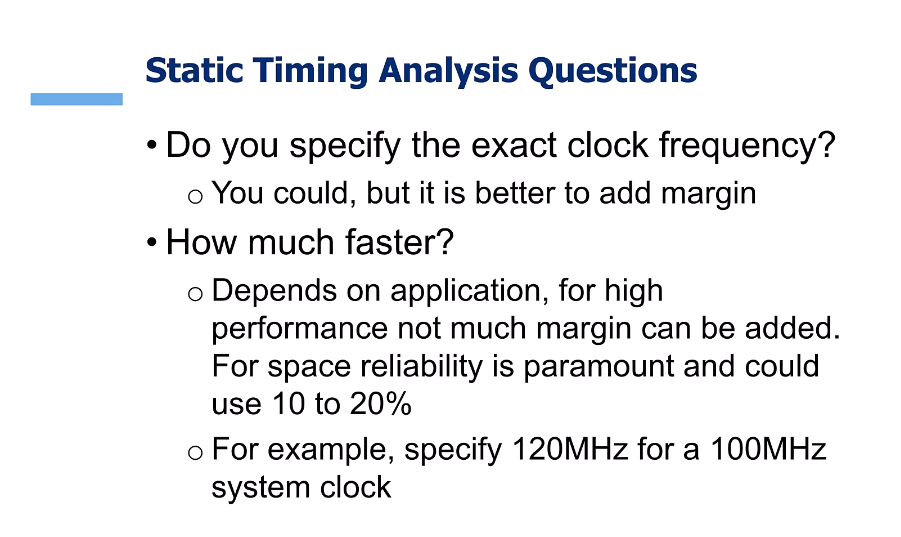 Static Timing Analysis Questions
• Do you specify the exact clock frequency?
o You could, but it is better to add margin
• How much faster?
o Depends on application, for high
performance not much margin can be added.
For space reliability is paramount and could
use 10 to 20%
o For example, specify 120MHz for a 100MHz
system clock